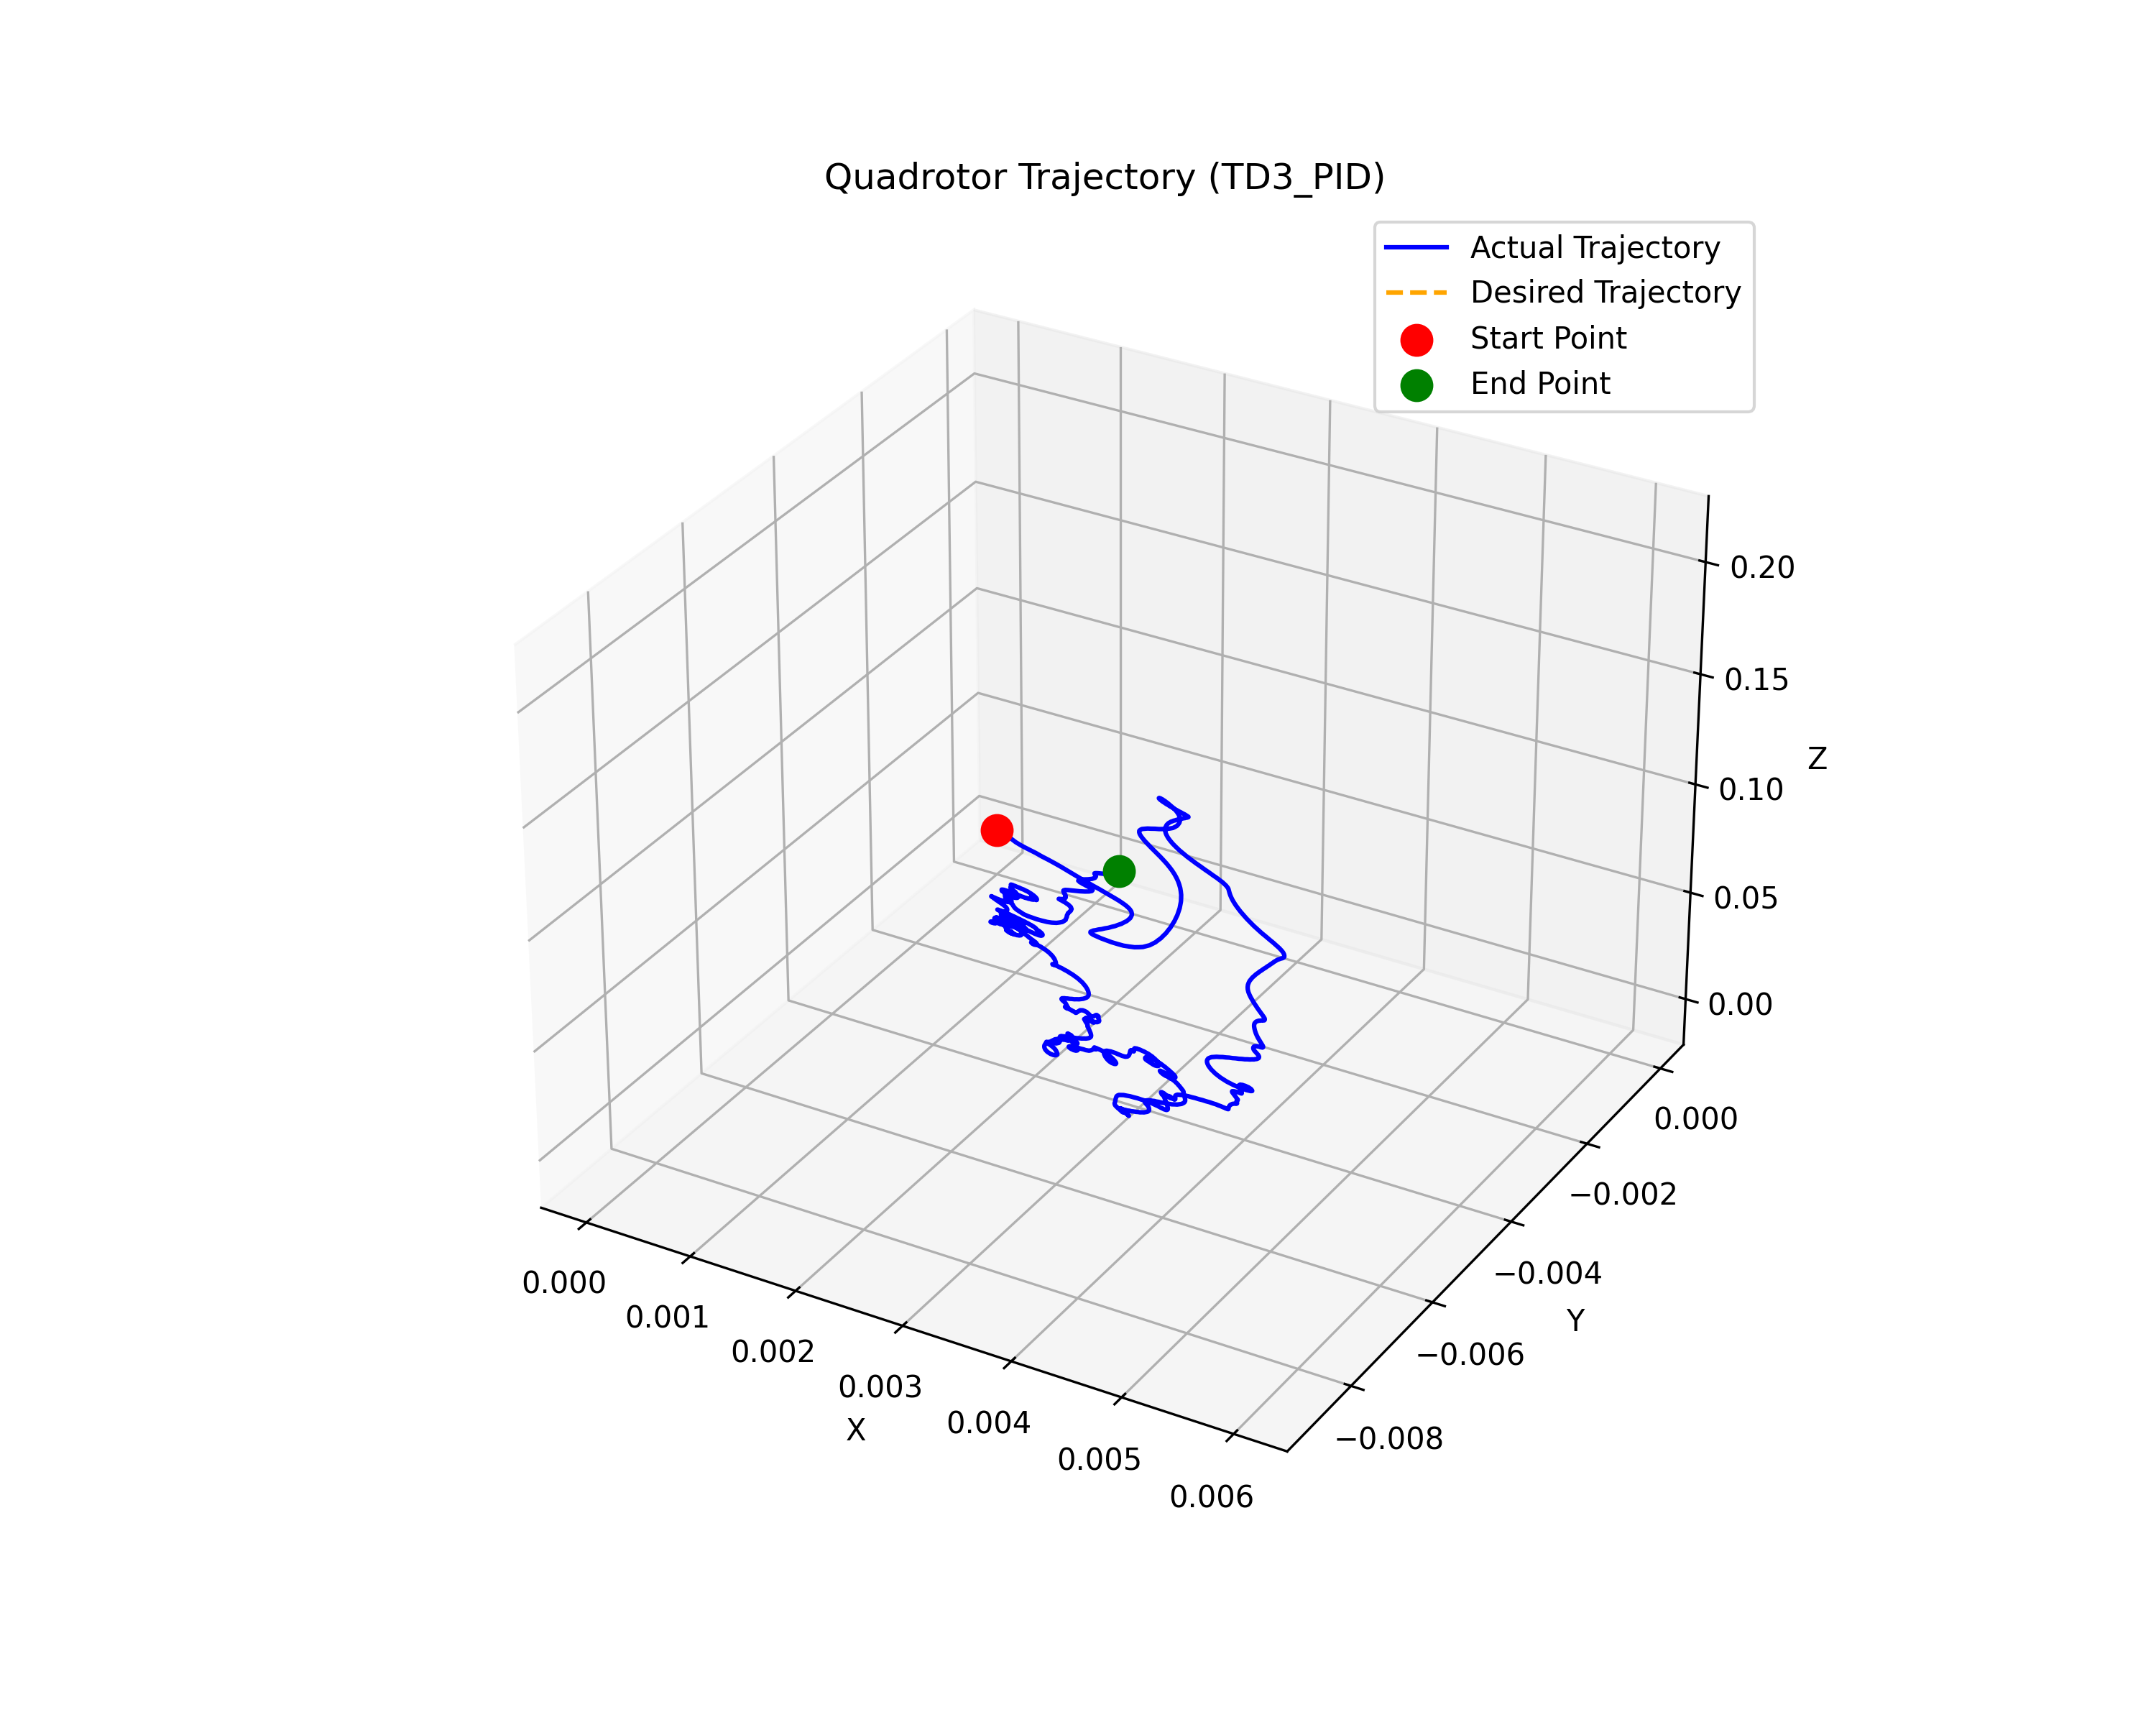 Quadrotor Trajectory (TD3_PID)
Actual Trajectory
Desired Trajectory
Start Point
End Point
0.20
0.15
Z
0.10
0.05
0.00
0.000
−0.002
−0.004
Y
−0.006
−0.008
0.000
0.001
0.002
0.003
X
0.004
0.005
0.006